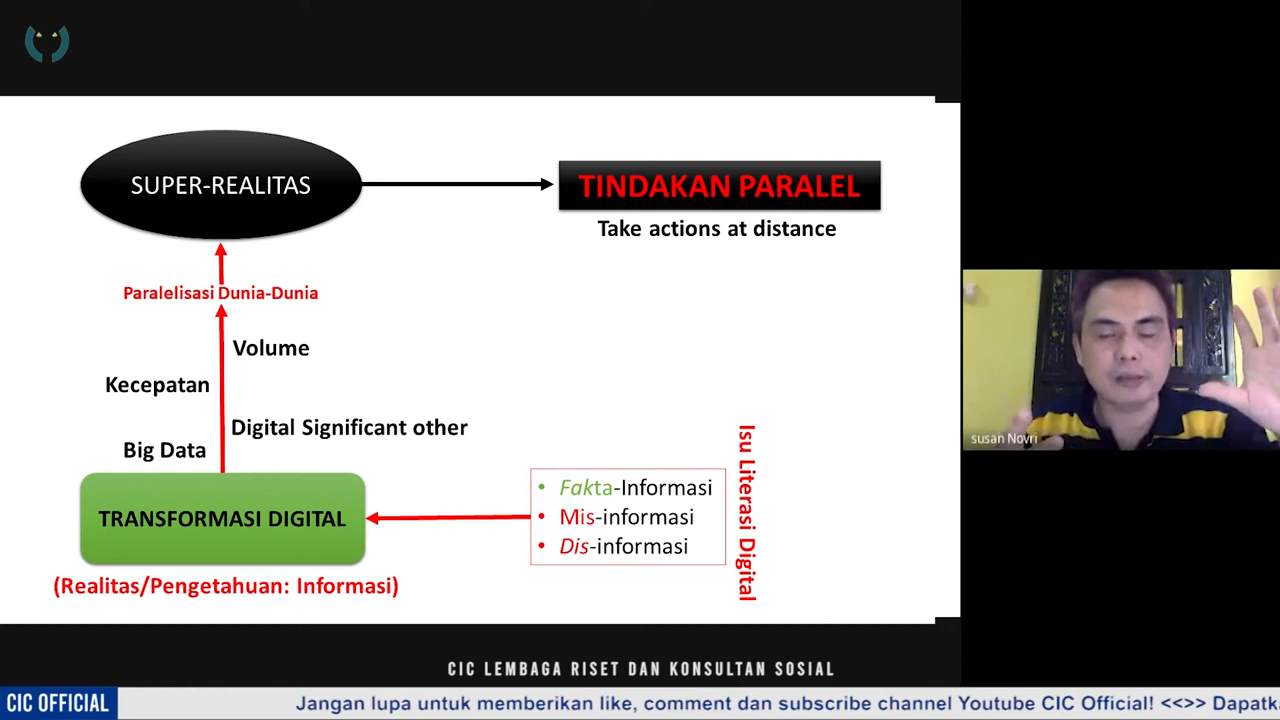 SUPER-REALITAS
TINDAKAN PARALEL
Take actions at distance
Paralelisasi Dunia-Dunia
Volume
Kecepatan
Digital Significant other
Big Data
TRANSFORMASI DIGITAL
(Realitas/Pengetahuan: Informasi)
• Fakta-Informasi
• Mis-informasi
• Dis-informasi
Isu Literasi Digital
susan Novri
CIC LEMBAGA RISET DAN KONSULTAN SOSIAL
CIC OFFICIAL
Jangan lupa untuk memberikan like, comment dan subscribe channel Youtube CIC Official! <<>> Dapatk